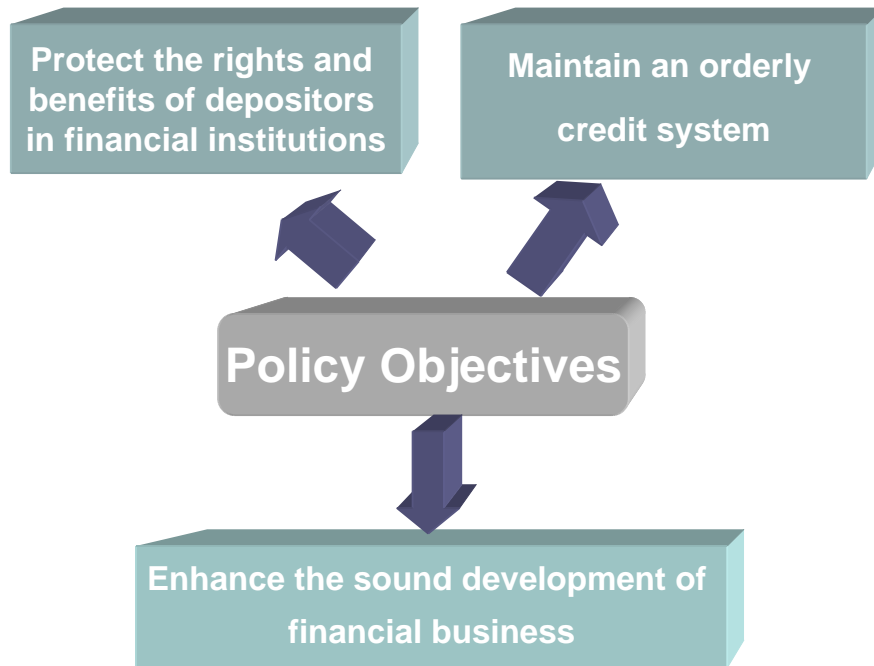 Protect the rights and
benefits of depositors
in financial institutions
Maintain an orderly
credit system
Policy Objectives
Enhance the sound development of
financial business